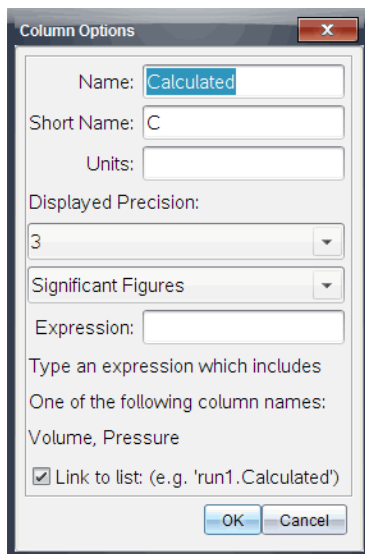 Column Options
Name: Calculated
Short Name: C
Units:
Displayed Precision:
3
Significant Figures
Expression:
Type an expression which includes
One of the following column names:
Volume, Pressure
Link to list: (e.g. 'run1.Calculated')
OK Cancel